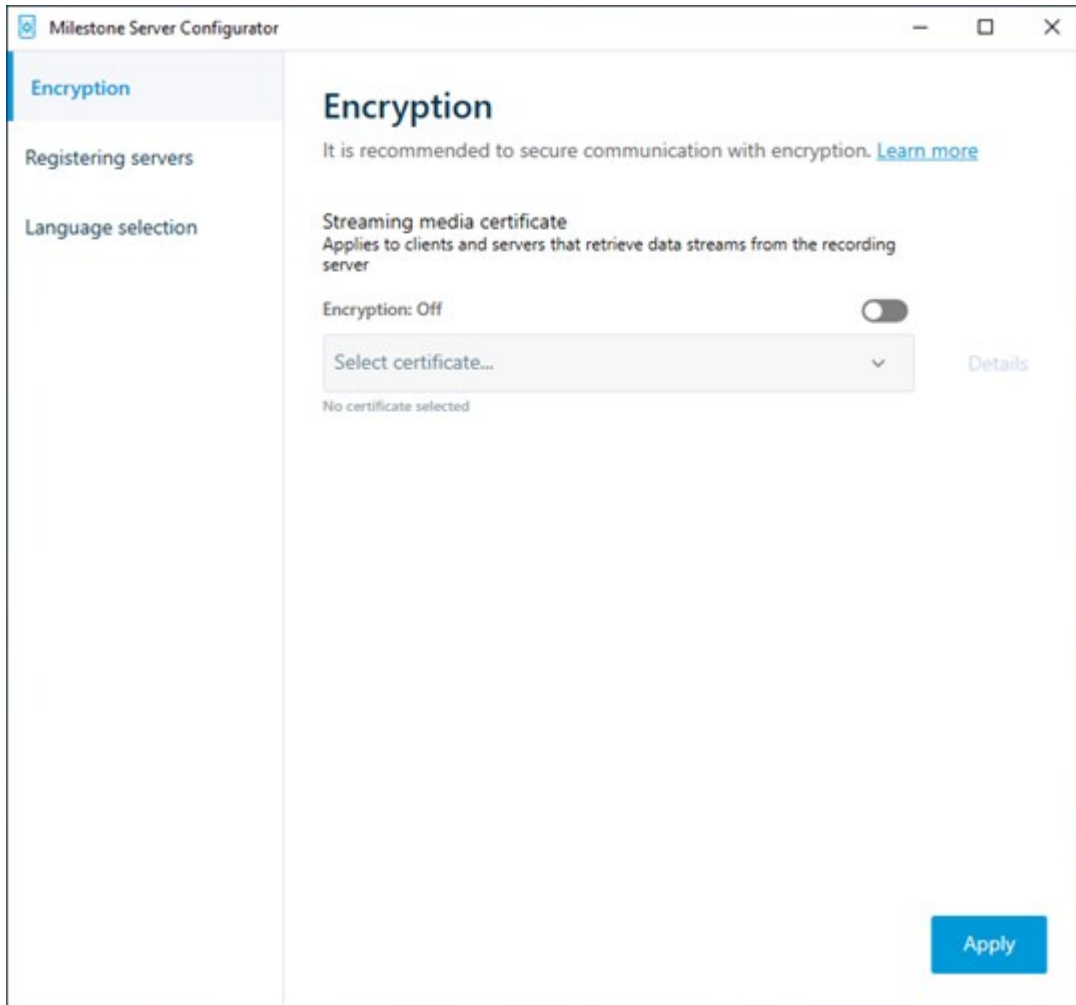 Milestone Server Configurator
Encryption
Registering servers
Language selection
Encryption
It is recommended to secure communication with encryption. Learn more
Streaming media certificate
Applies to clients and servers that retrieve data streams from the recording
server
Encryption: Off
Select certificate...
Details
No certificate selected
Apply